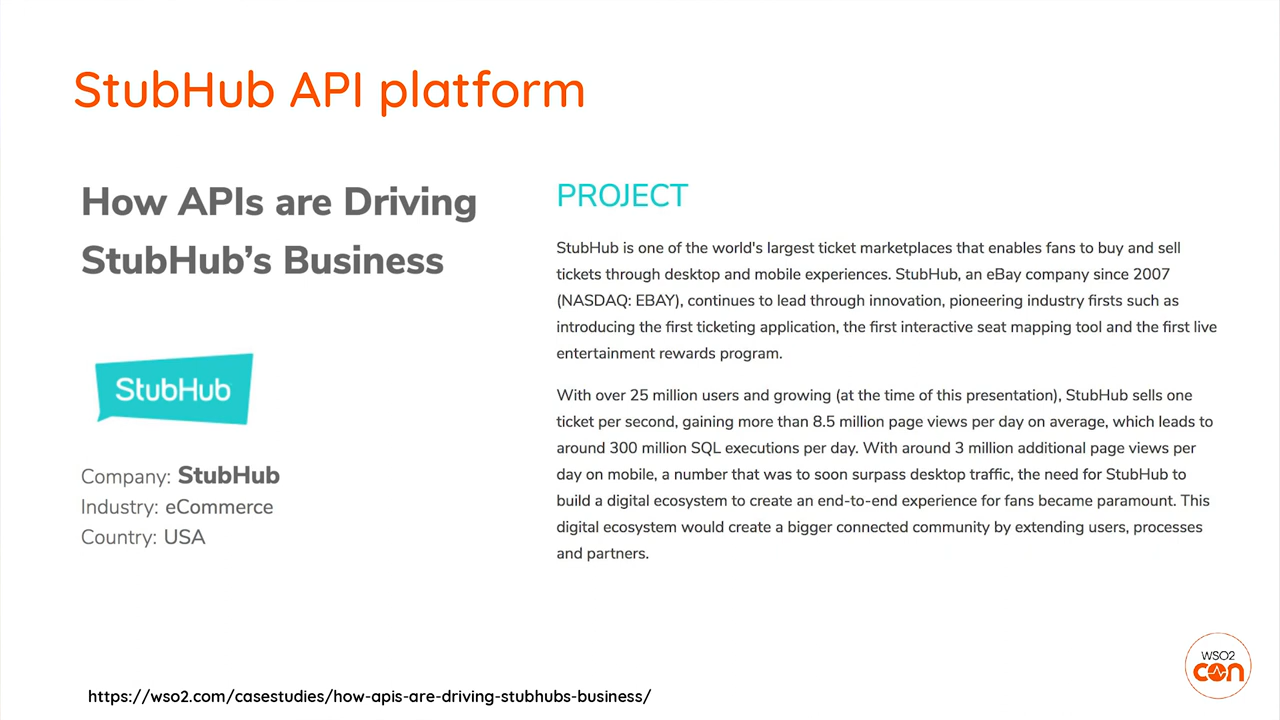 StubHub API platform
How APIs are Driving
StubHub's Business
StubHub
Company: StubHub
Industry: eCommerce
Country: USA
PROJECT
StubHub is one of the world's largest ticket marketplaces that enables fans to buy and sell
tickets through desktop and mobile experiences. StubHub, an eBay company since 2007
(NASDAQ: EBAY), continues to lead through innovation, pioneering industry firsts such as
introducing the first ticketing application, the first interactive seat mapping tool and the first live
entertainment rewards program.
With over 25 million users and growing (at the time of this presentation), StubHub sells one
ticket per second, gaining more than 8.5 million page views per day on average, which leads to
around 300 million SQL executions per day. With around 3 million additional page views per
day on mobile, a number that was to soon surpass desktop traffic, the need for StubHub to
build a digital ecosystem to create an end-to-end experience for fans became paramount. This
digital ecosystem would create a bigger connected community by extending users, processes
and partners.
https://wso2.com/casestudies/how-apis-are-driving-stubhubs-business/
WSO2
con